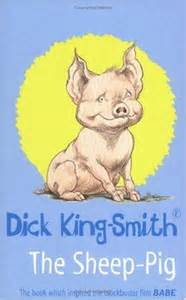 Dick King-Smith
The Sheep-Pig
The book which inspired the blockbuster film BABE